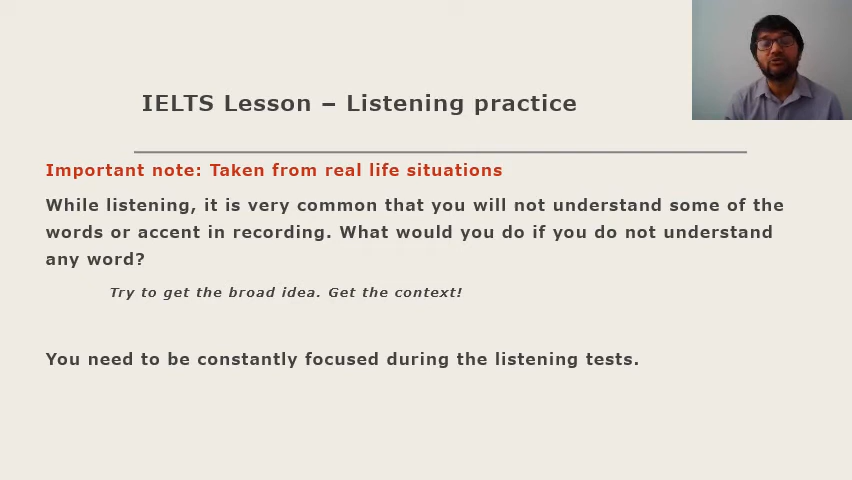 IELTS Lesson – Listening practice
Important note: Taken from real life situations
While listening, it is very common that you will not understand some of the
words or accent in recording. What would you do if you do not understand
any word?
Try to get the broad idea. Get the context!
You need to be constantly focused during the listening tests.